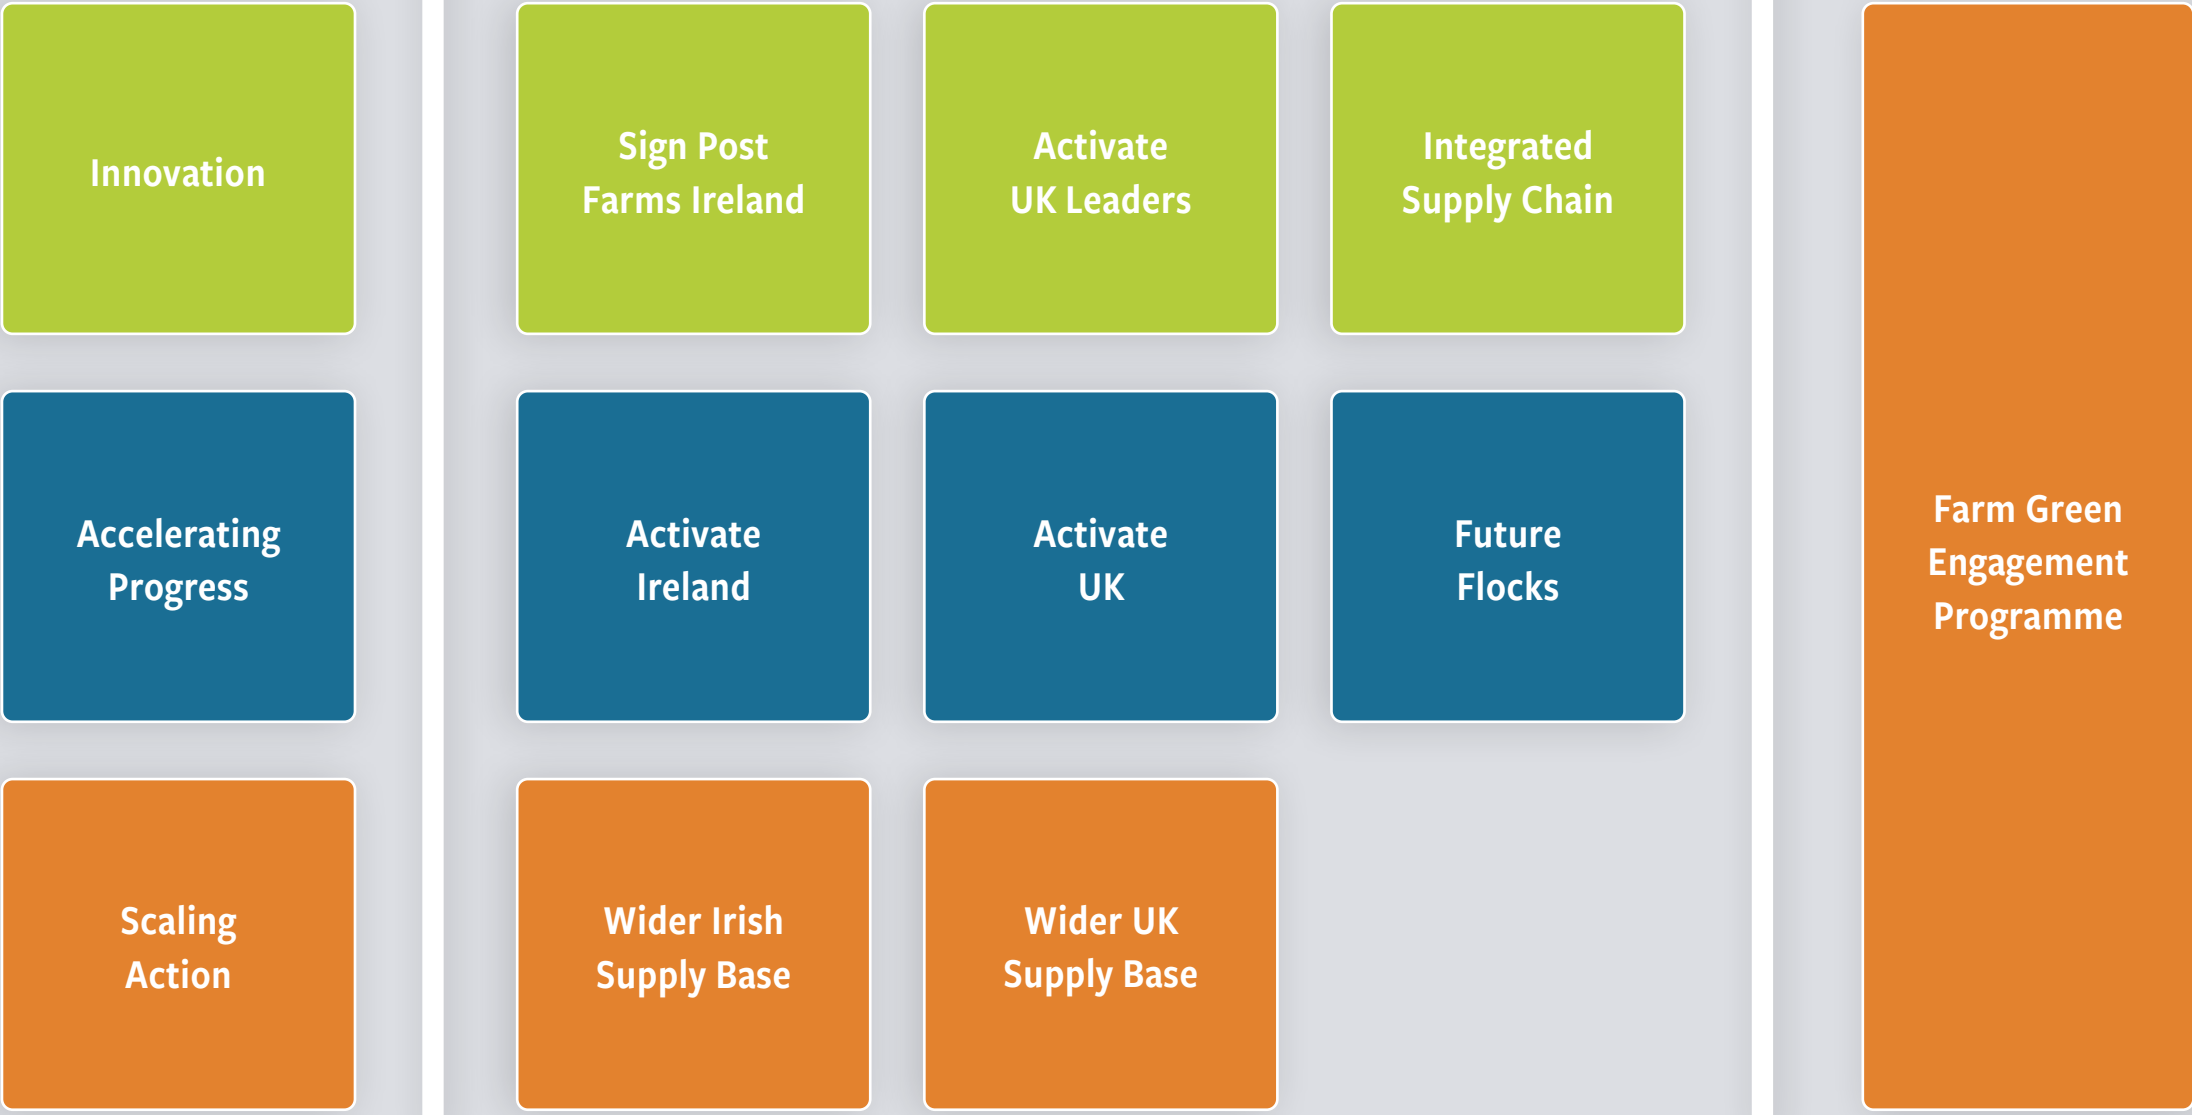 Innovation
Sign Post
Farms Ireland
Activate
UK Leaders
Integrated
Supply Chain
Accelerating
Progress
Activate
Ireland
Activate
UK
Future
Flocks
Farm Green
Engagement
Programme
Scaling
Action
Wider Irish
Supply Base
Wider UK
Supply Base